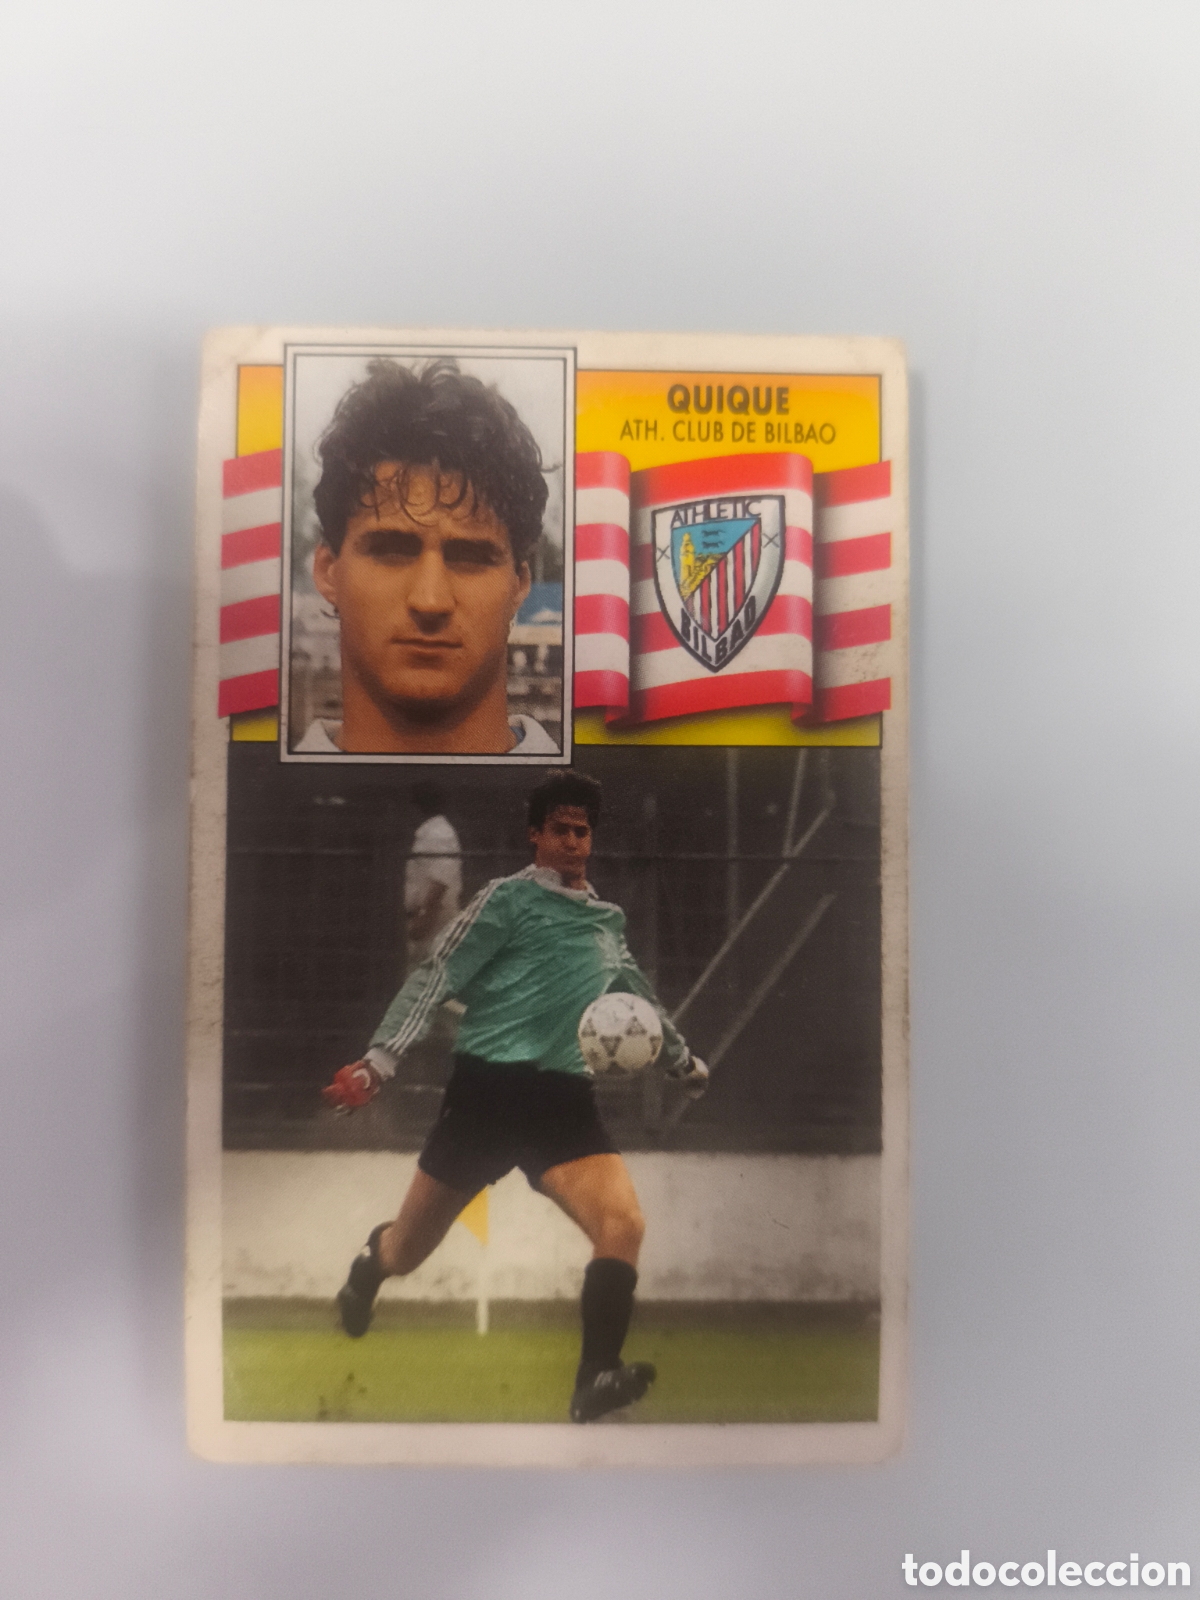 QUIQUE
ATH. CLUB DE BILBAO
ATHLETIC
BILBAO
todocoleccion